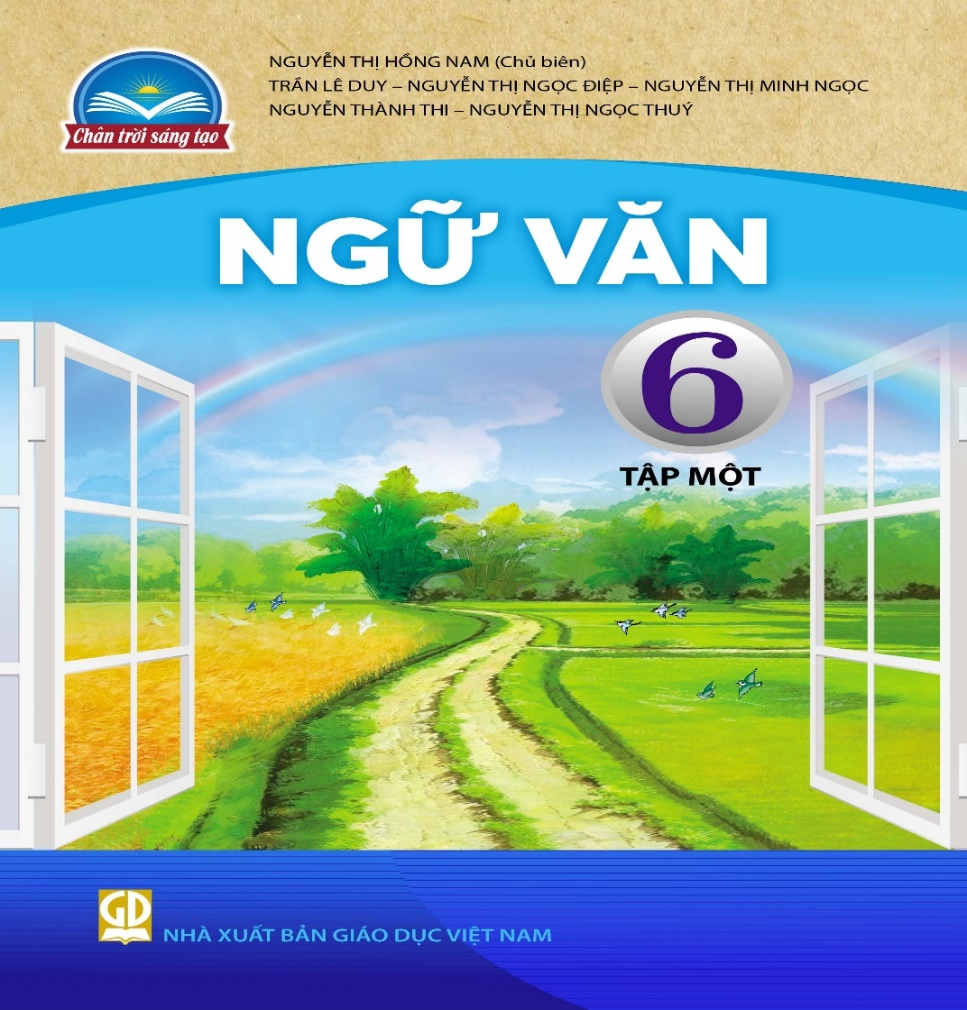 NGUYỄN THỊ HỒNG NAM (Chủ biên)
TRẦN LÊ DUY – NGUYỄN THỊ NGỌC ĐIỆP – NGUYỄN THỊ MINH NGỌC
NGUYỄN THÀNH THI – NGUYỄN THỊ NGỌC THUÝ
Chân trời sáng tạo
NGỮ VĂN
6
TẬP MỘT
GD
NHÀ XUẤT BẢN GIÁO DỤC VIỆT NAM